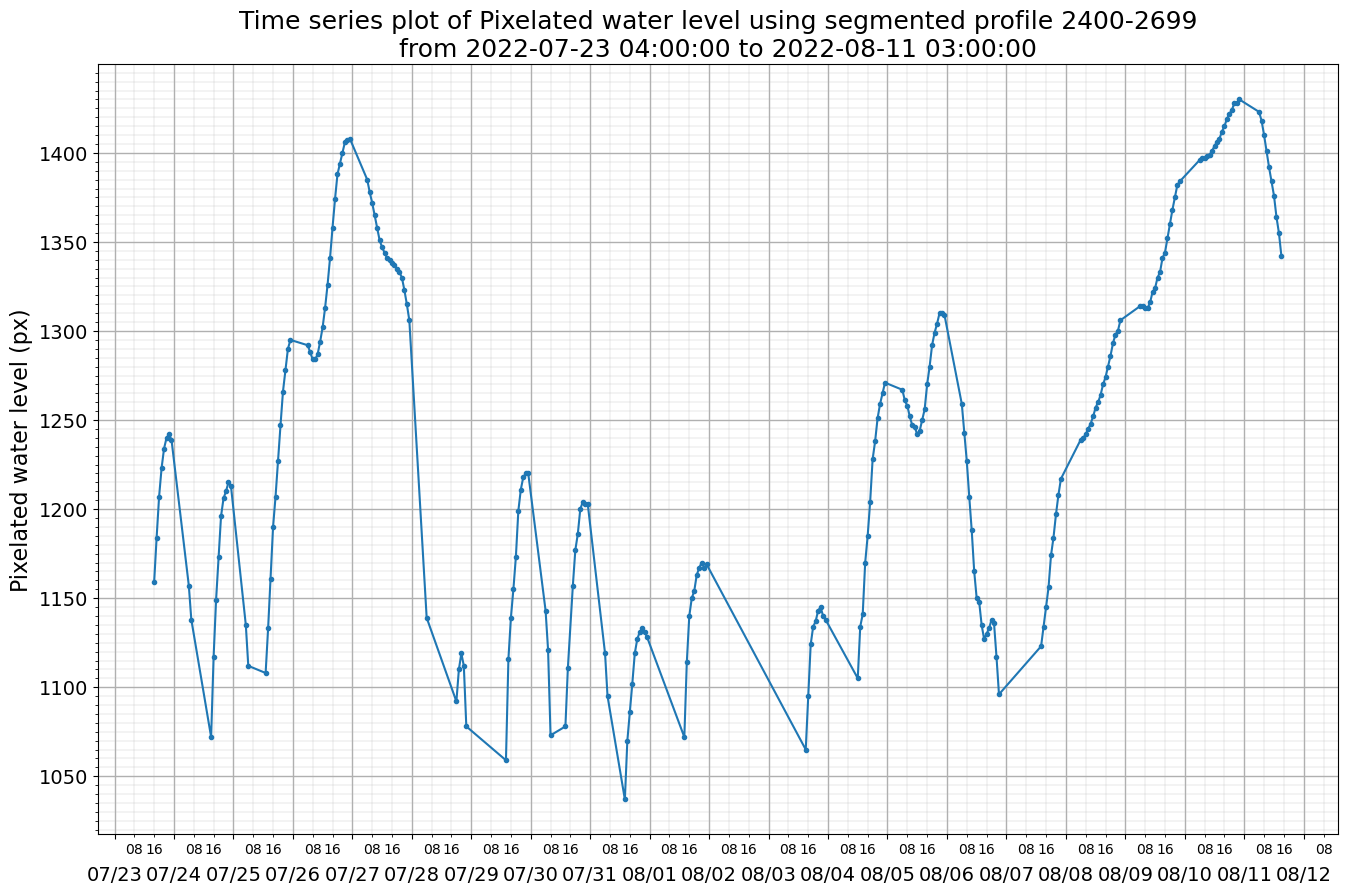 Time series plot of Pixelated water level using segmented profile 2400-2699
from 2022-07-23 04:00:00 to 2022-08-11 03:00:00
Pixelated water level (px)
1400
1350
1300
1250
1200
1150
1100
1050
08 16 08 16 08 16 08 16 08 16 08 16 08 16 08 16 08 16 08 16 08 16 08 16 08 16 08 16 08 16 08 16 08 16 08 16 08 16 08 16 08
07/23 07/24 07/25 07/26 07/27 07/28 07/29 07/30 07/31 08/01 08/02 08/03 08/04 08/05 08/06 08/07 08/08 08/09 08/10 08/11 08/12